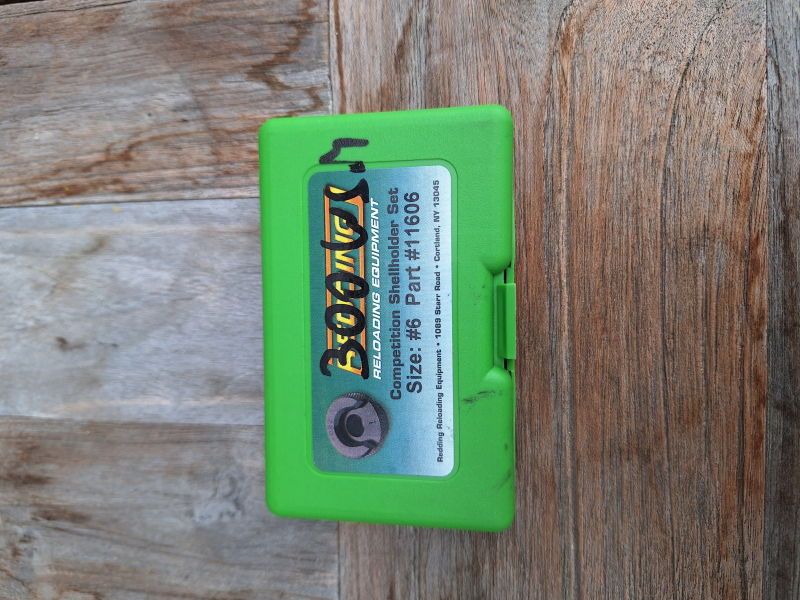 300 W.M
REDDING
RELOADING EQUIPMENT
Competition Shellholder Set
Size: #6 Part #11606
Redding Reloading Equipment • 1089 Starr Road • Cortland, NY 13045